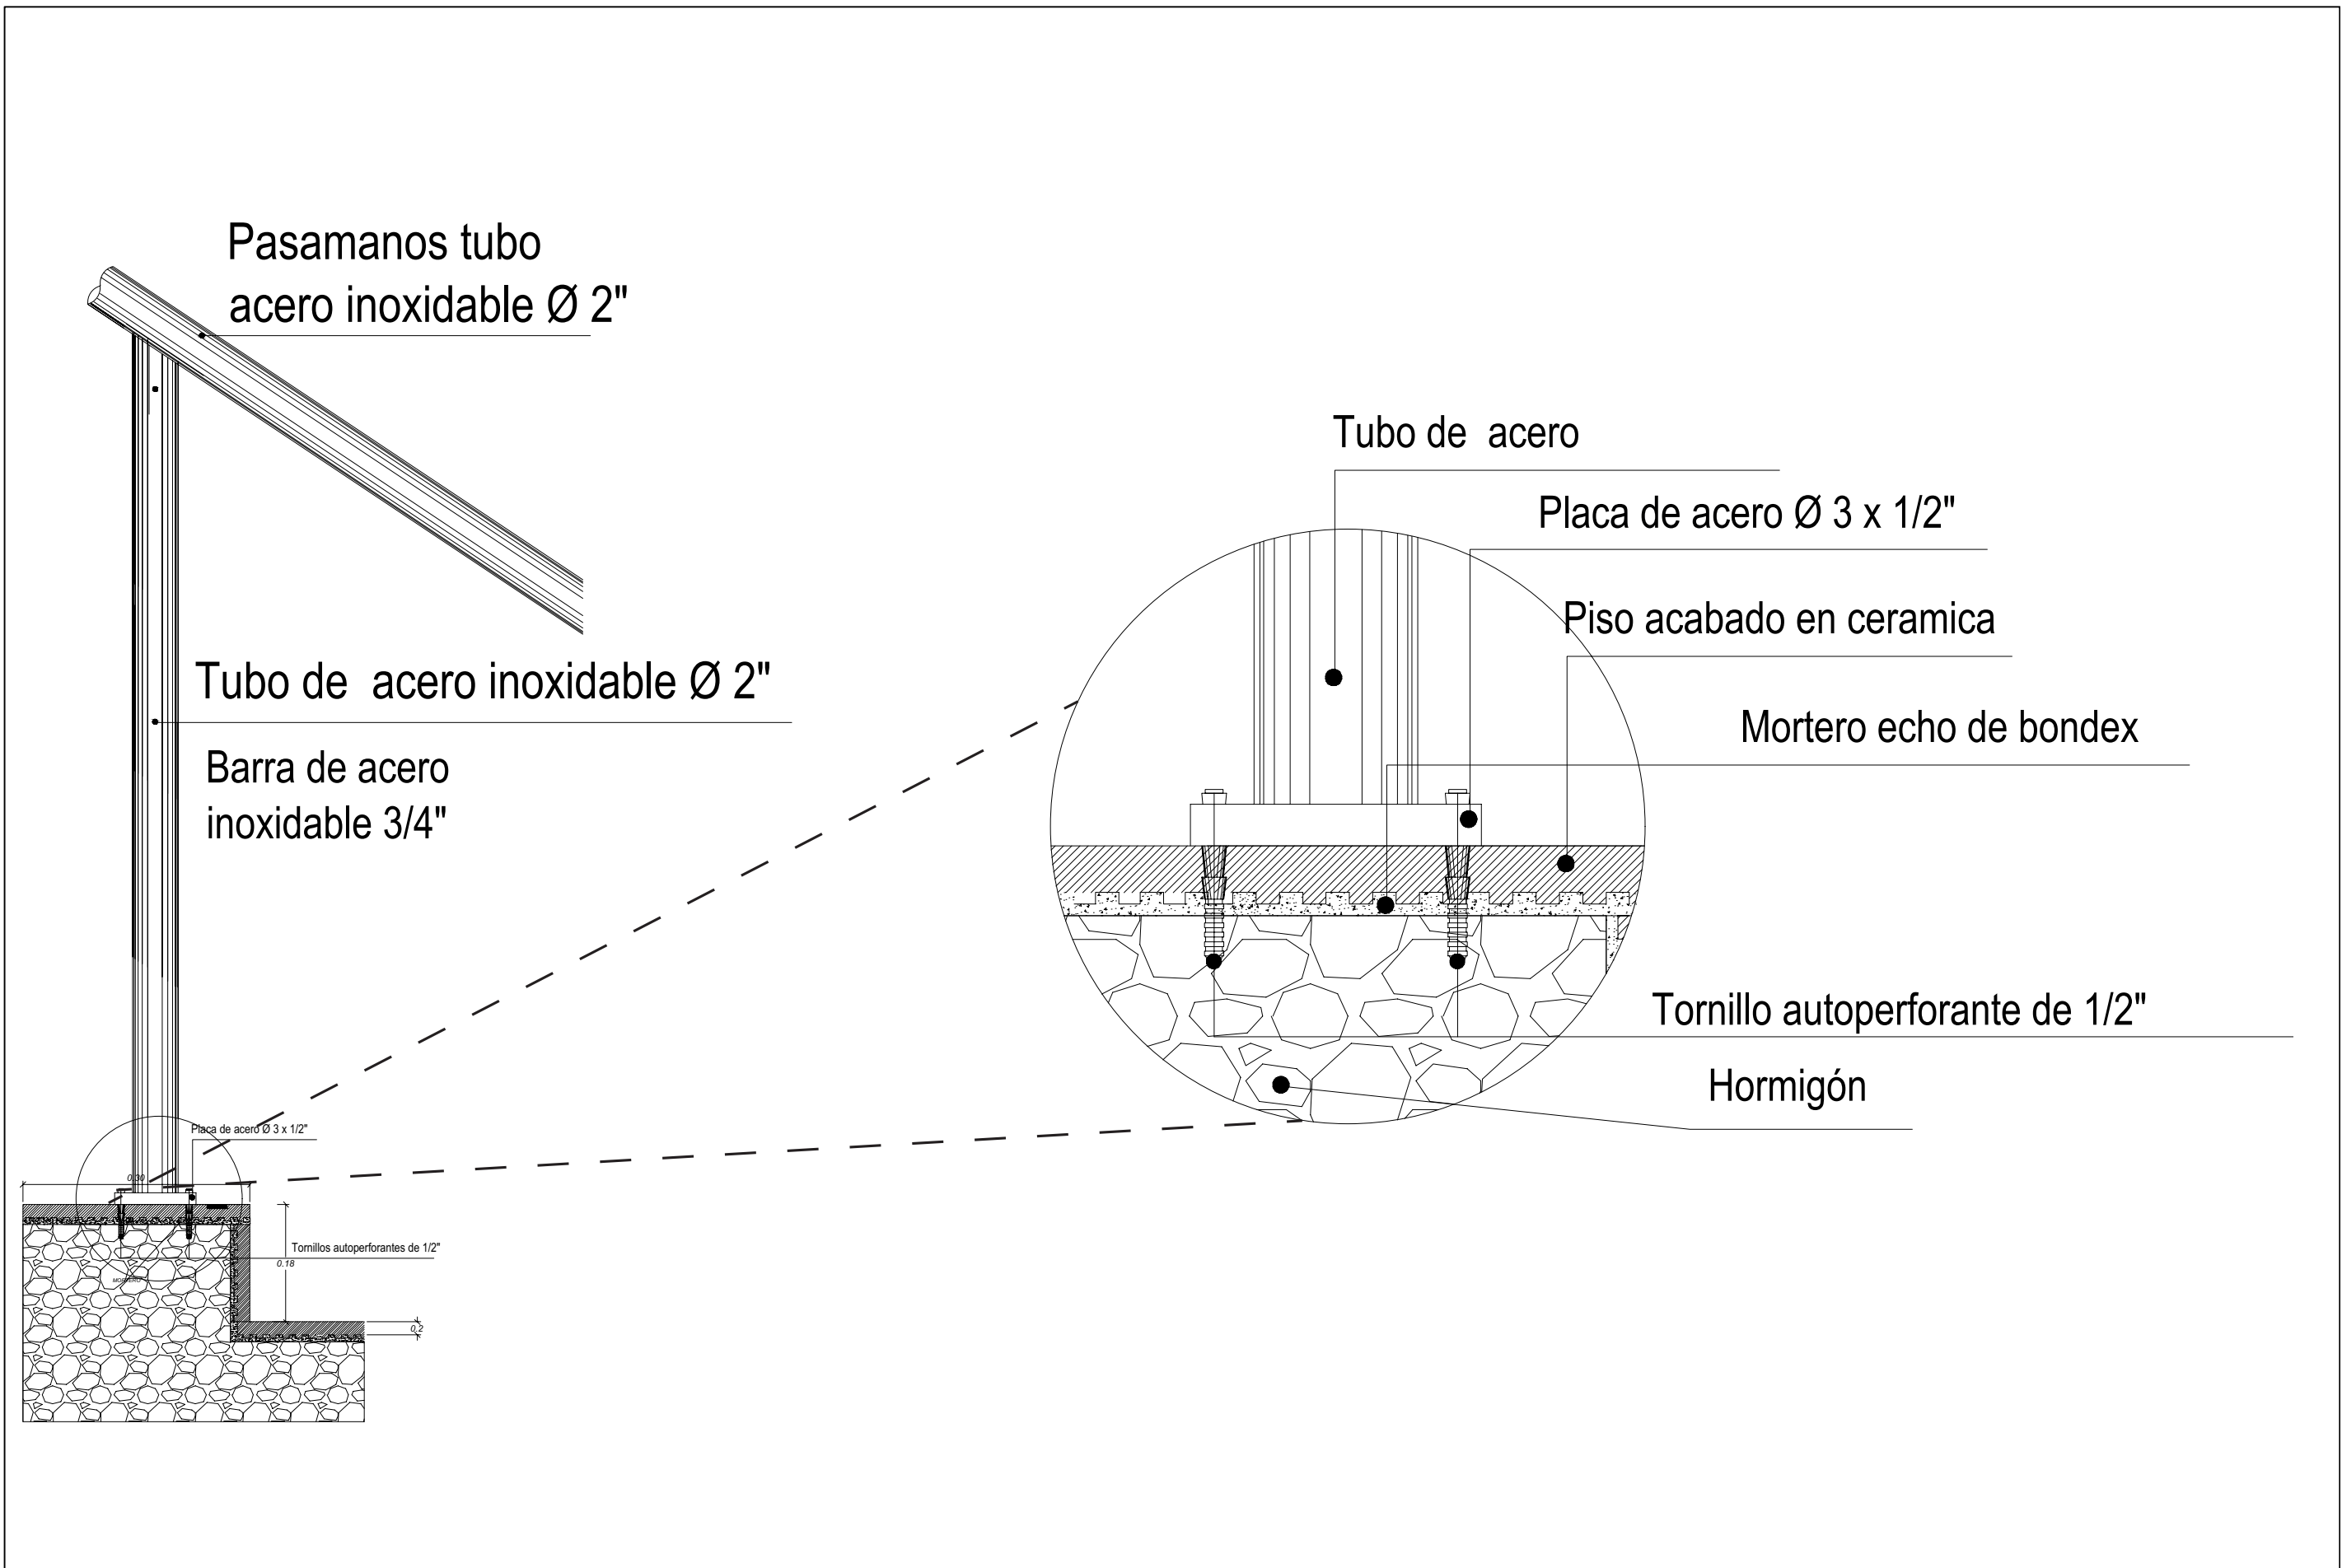 Pasamanos tubo
acero inoxidable Ø 2"
Tubo de acero inoxidable Ø 2"
Barra de acero
inoxidable 3/4"
Placa de acero Ø 3 x 1/2"
0.30
Tornillos autoperforantes de 1/2"
0.18
MORTERO
0.2
Tubo de acero
Placa de acero Ø 3 x 1/2"
Piso acabado en ceramica
Mortero echo de bondex
Tornillo autoperforante de 1/2"
Hormigón